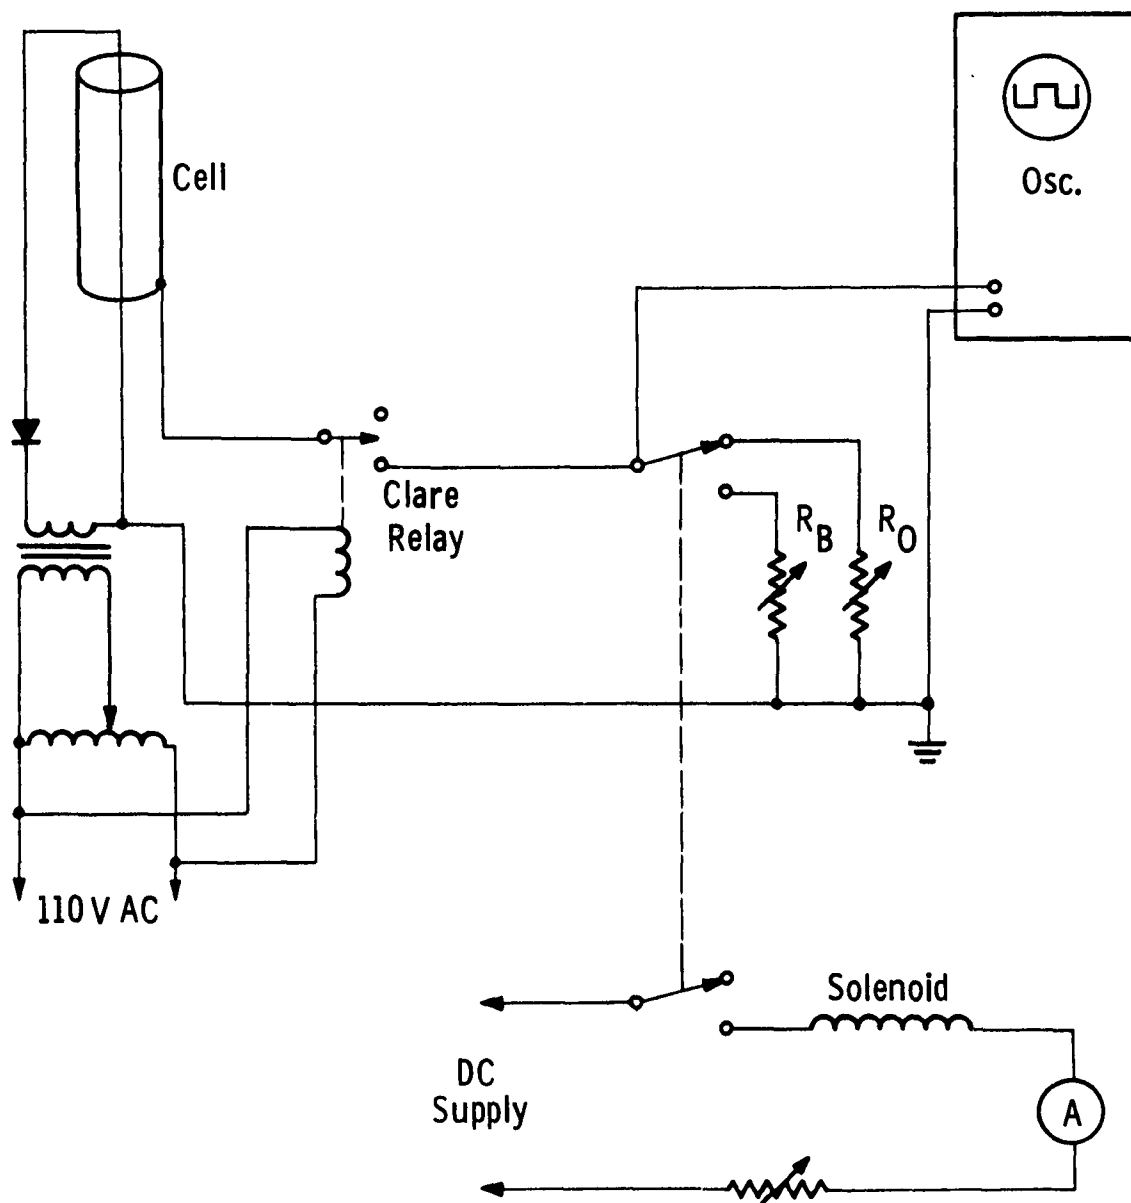 Cell
Osc.
Clare
Relay
R_B
R_O
110 V AC
Solenoid
DC
Supply
A